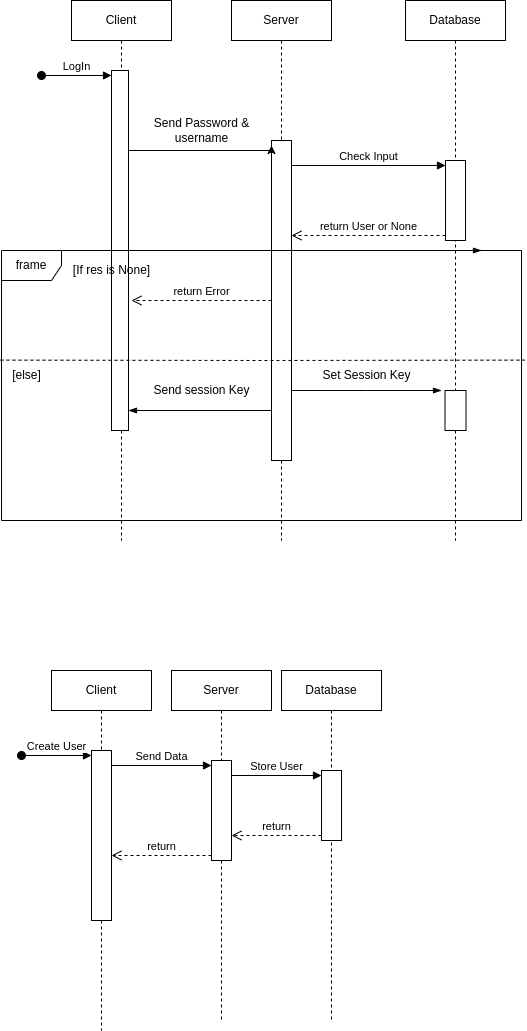 Client
Server
Database
LogIn
Send Password &
username
Check Input
return User or None
frame
[If res is None]
return Error
[else]
Set Session Key
Send session Key
Client
Server
Database
Create User
Send Data
Store User
return
return